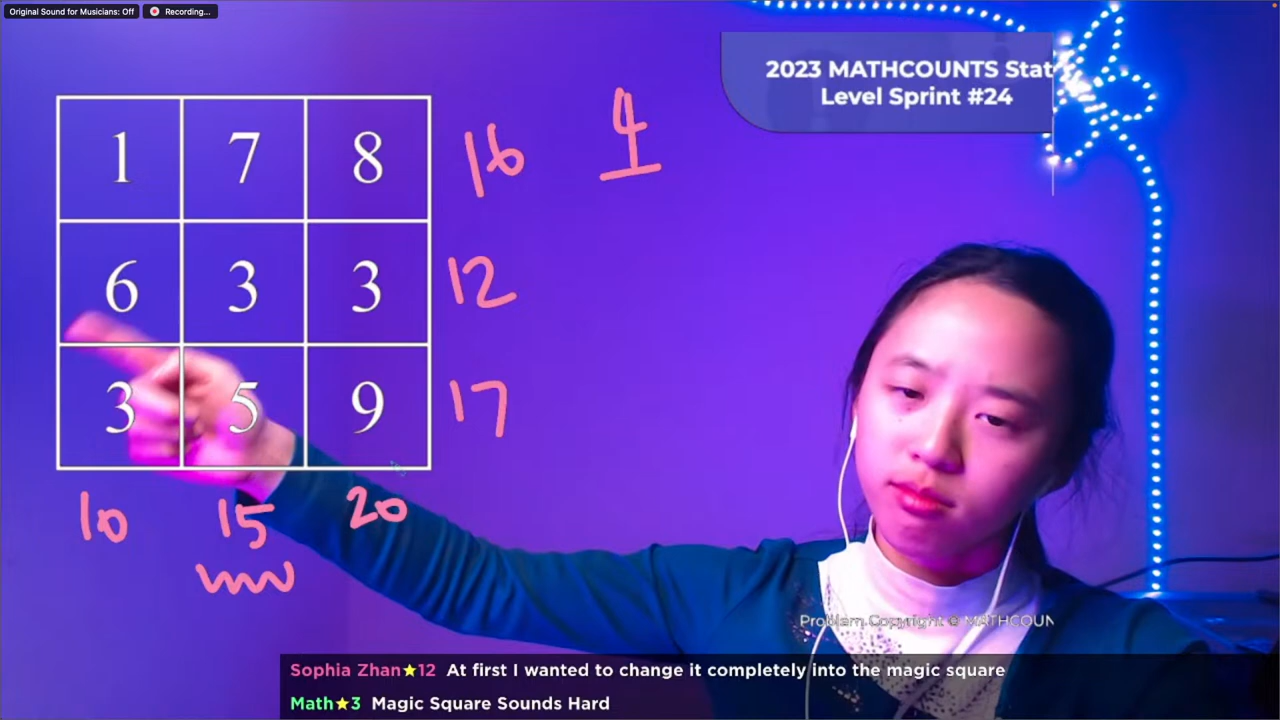 Original Sound for Musicians: Off
Recording...
2023 MATHCOUNTS Stat
Level Sprint #24
1 7 8 16 4
6 3 3 12
3 5 9 17
10 15 20
Problem Copyright © MATHCOUN
Sophia Zhan⭐12 At first I wanted to change it completely into the magic square
Math⭐3 Magic Square Sounds Hard